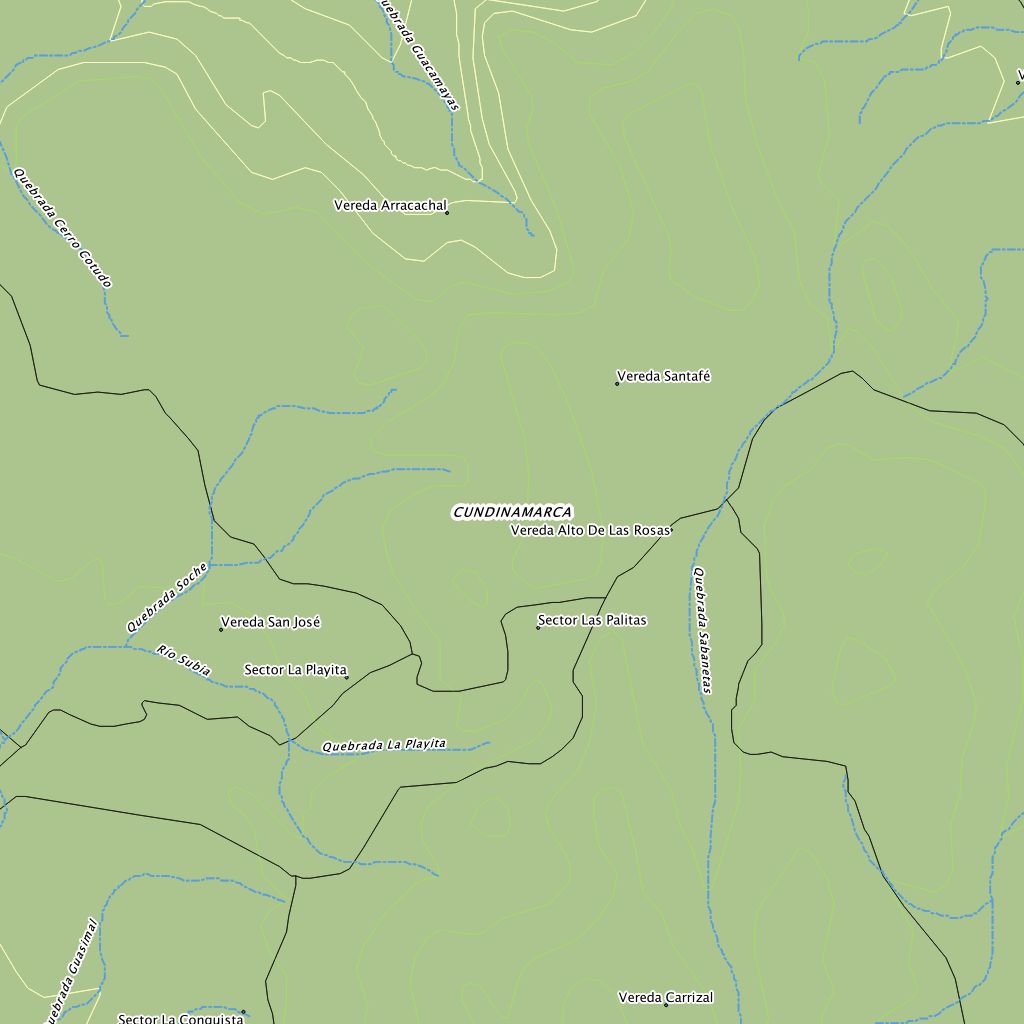 Quebrada Guacamayas
V
Quebrada Cerro Cotudo
Vereda Arracachal
Vereda Santafé
CUNDINAMARCA
Vereda Alto De Las Rosas
Quebrada Soche
Quebrada Sabanetas
Vereda San José
Sector Las Palitas
Río Subia
Sector La Playita
Quebrada La Playita
Quebrada Guasimal
Vereda Carrizal
Sector La Conquista